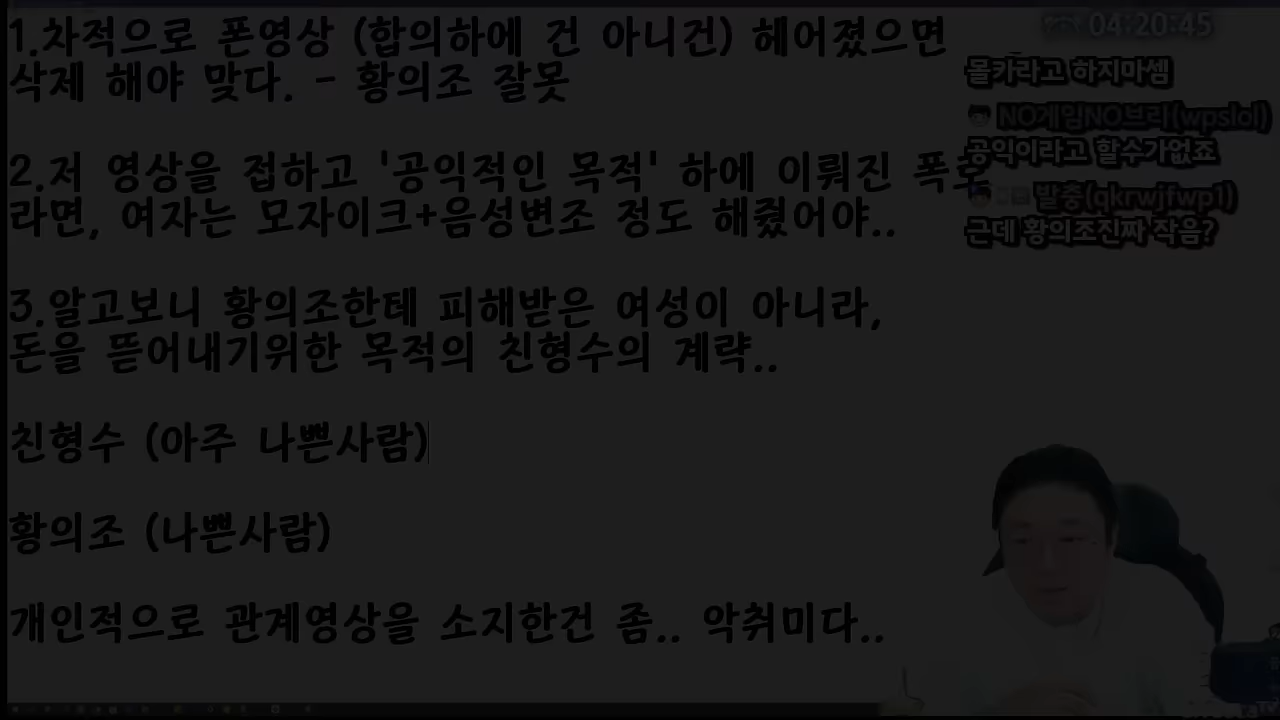 1.차적으로 폰영상 (합의하에 건 아니건) 헤어졌으면
삭제 해야 맞다. - 황의조 잘못
2.저 영상을 접하고 '공익적인 목적' 하에 이뤄진 폭로
라면, 여자는 모자이크+음성변조 정도 해줬어야..
3.알고보니 황의조한테 피해받은 여성이 아니라,
돈을 뜯어내기위한 목적의 친형수의 계략..
친형수 (아주 나쁜사람)
황의조 (나쁜사람)
개인적으로 관계영상을 소지한건 좀.. 악취미다..
04:20:45
몰카라고 하지마셈
NO게임NO브라(wpslol)
공익이라고 할수가없죠
발충(qkrwjfwp1)
근데 황의조진짜 작음?